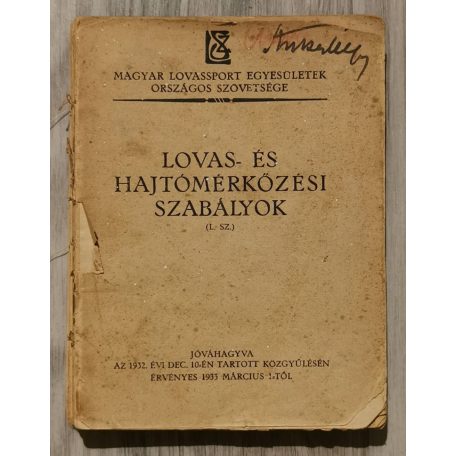 MAGYAR LOVASSPORT EGYESÜLETEK
ORSZÁGOS SZÖVETSÉGE
LOVAS- ÉS
HAJTÓMÉRKŐZÉSI
SZABÁLYOK
(I. SZ.)
JÓVÁHAGYVA
AZ 1932. ÉVI DEC. 10-ÉN TARTOTT KÖZGYŰLÉSÉN
ÉRVÉNYES 1933 MÁRCIUS 1-TŐL